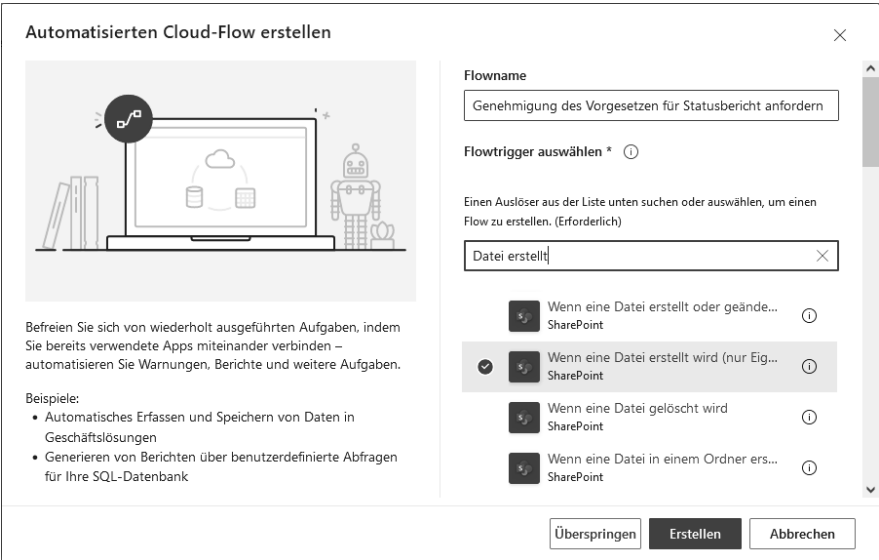 Automatisierten Cloud-Flow erstellen
Befreien Sie sich von wiederholt ausgeführten Aufgaben, indem
Sie bereits verwendete Apps miteinander verbinden –
automatisieren Sie Warnungen, Berichte und weitere Aufgaben.
Beispiele:
• Automatisches Erfassen und Speichern von Daten in
Geschäftslösungen
• Generieren von Berichten über benutzerdefinierte Abfragen
für Ihre SQL-Datenbank
Flowname
Genehmigung des Vorgesetzen für Statusbericht anfordern
Flowtrigger auswählen *
Einen Auslöser aus der Liste unten suchen oder auswählen, um einen
Flow zu erstellen. (Erforderlich)
Datei erstellt
Wenn eine Datei erstellt oder geände...
SharePoint
Wenn eine Datei erstellt wird (nur Eig...
SharePoint
Wenn eine Datei gelöscht wird
SharePoint
Wenn eine Datei in einem Ordner ers...
SharePoint
Überspringen
Erstellen
Abbrechen